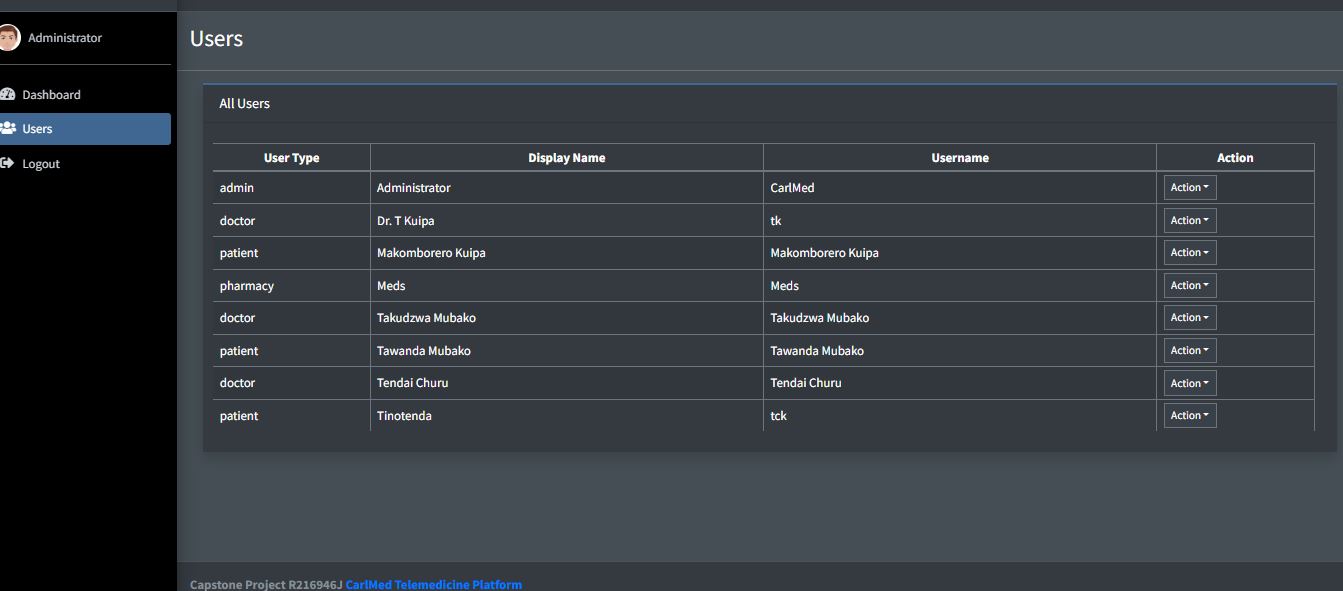 Administrator
Users
Dashboard
Users
Logout
All Users
User Type Display Name Username Action
admin Administrator CarlMed Action
doctor Dr. T Kuipa tk Action
patient Makomborero Kuipa Makomborero Kuipa Action
pharmacy Meds Meds Action
doctor Takudzwa Mubako Takudzwa Mubako Action
patient Tawanda Mubako Tawanda Mubako Action
doctor Tendai Churu Tendai Churu Action
patient Tinotenda tck Action
Capstone Project R216946J CarlMed Telemedicine Platform